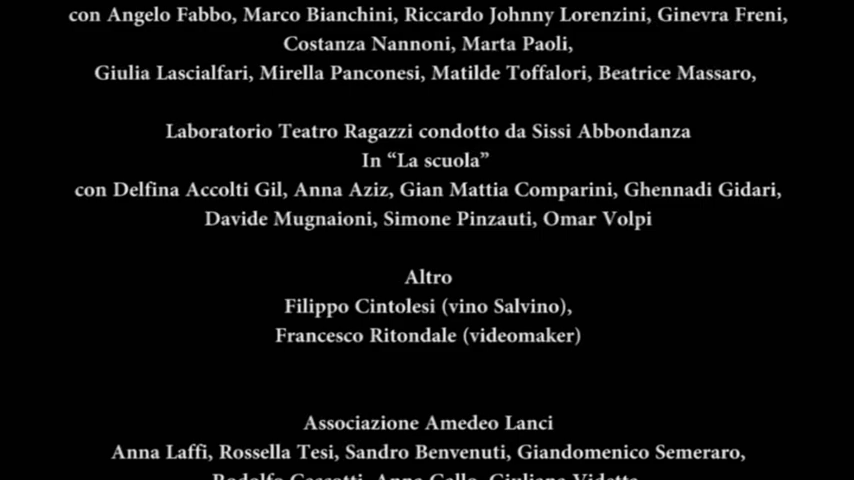 con Angelo Fabbo, Marco Bianchini, Riccardo Johnny Lorenzini, Ginevra Freni,
Costanza Nannoni, Marta Paoli,
Giulia Lascialfari, Mirella Panconesi, Matilde Toffalori, Beatrice Massaro,
Laboratorio Teatro Ragazzi condotto da Sissi Abbondanza
In “La scuola”
con Delfina Accolti Gil, Anna Aziz, Gian Mattia Comparini, Ghennadi Gidari,
Davide Mugnaioni, Simone Pinzauti, Omar Volpi
Altro
Filippo Cintolesi (vino Salvino),
Francesco Ritondale (videomaker)
Associazione Amedeo Lanci
Anna Laffi, Rossella Tesi, Sandro Benvenuti, Giandomenico Semeraro,